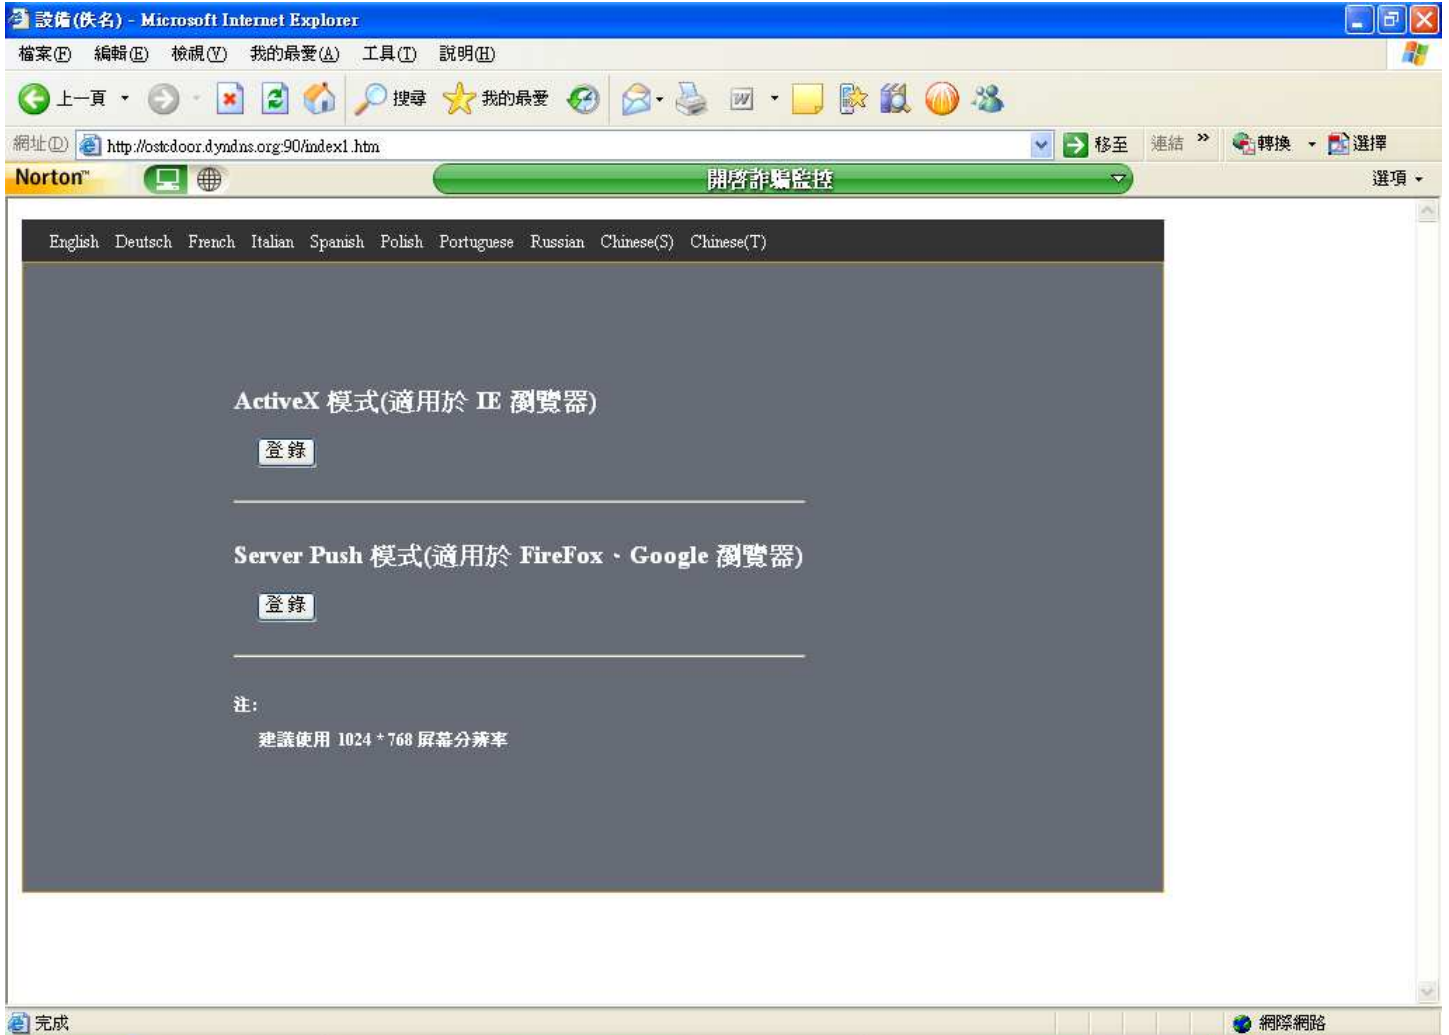 設備(佚名) - Microsoft Internet Explorer
檔案(F) 編輯(E) 檢視(V) 我的最愛(A) 工具(T) 說明(H)
上一頁 搜尋 我的最愛
網址(D) http://ostcdoor.dyndns.org:90/index1.htm 移至 連結 » 轉換 選擇
Norton™ 開啓詐騙監控 選項
English Deutsch French Italian Spanish Polish Portuguese Russian Chinese(S) Chinese(T)
ActiveX 模式(適用於 IE 瀏覽器)
登錄
Server Push 模式(適用於 FireFox、Google 瀏覽器)
登錄
注:
建議使用 1024 * 768 屏幕分辨率
完成 網際網路